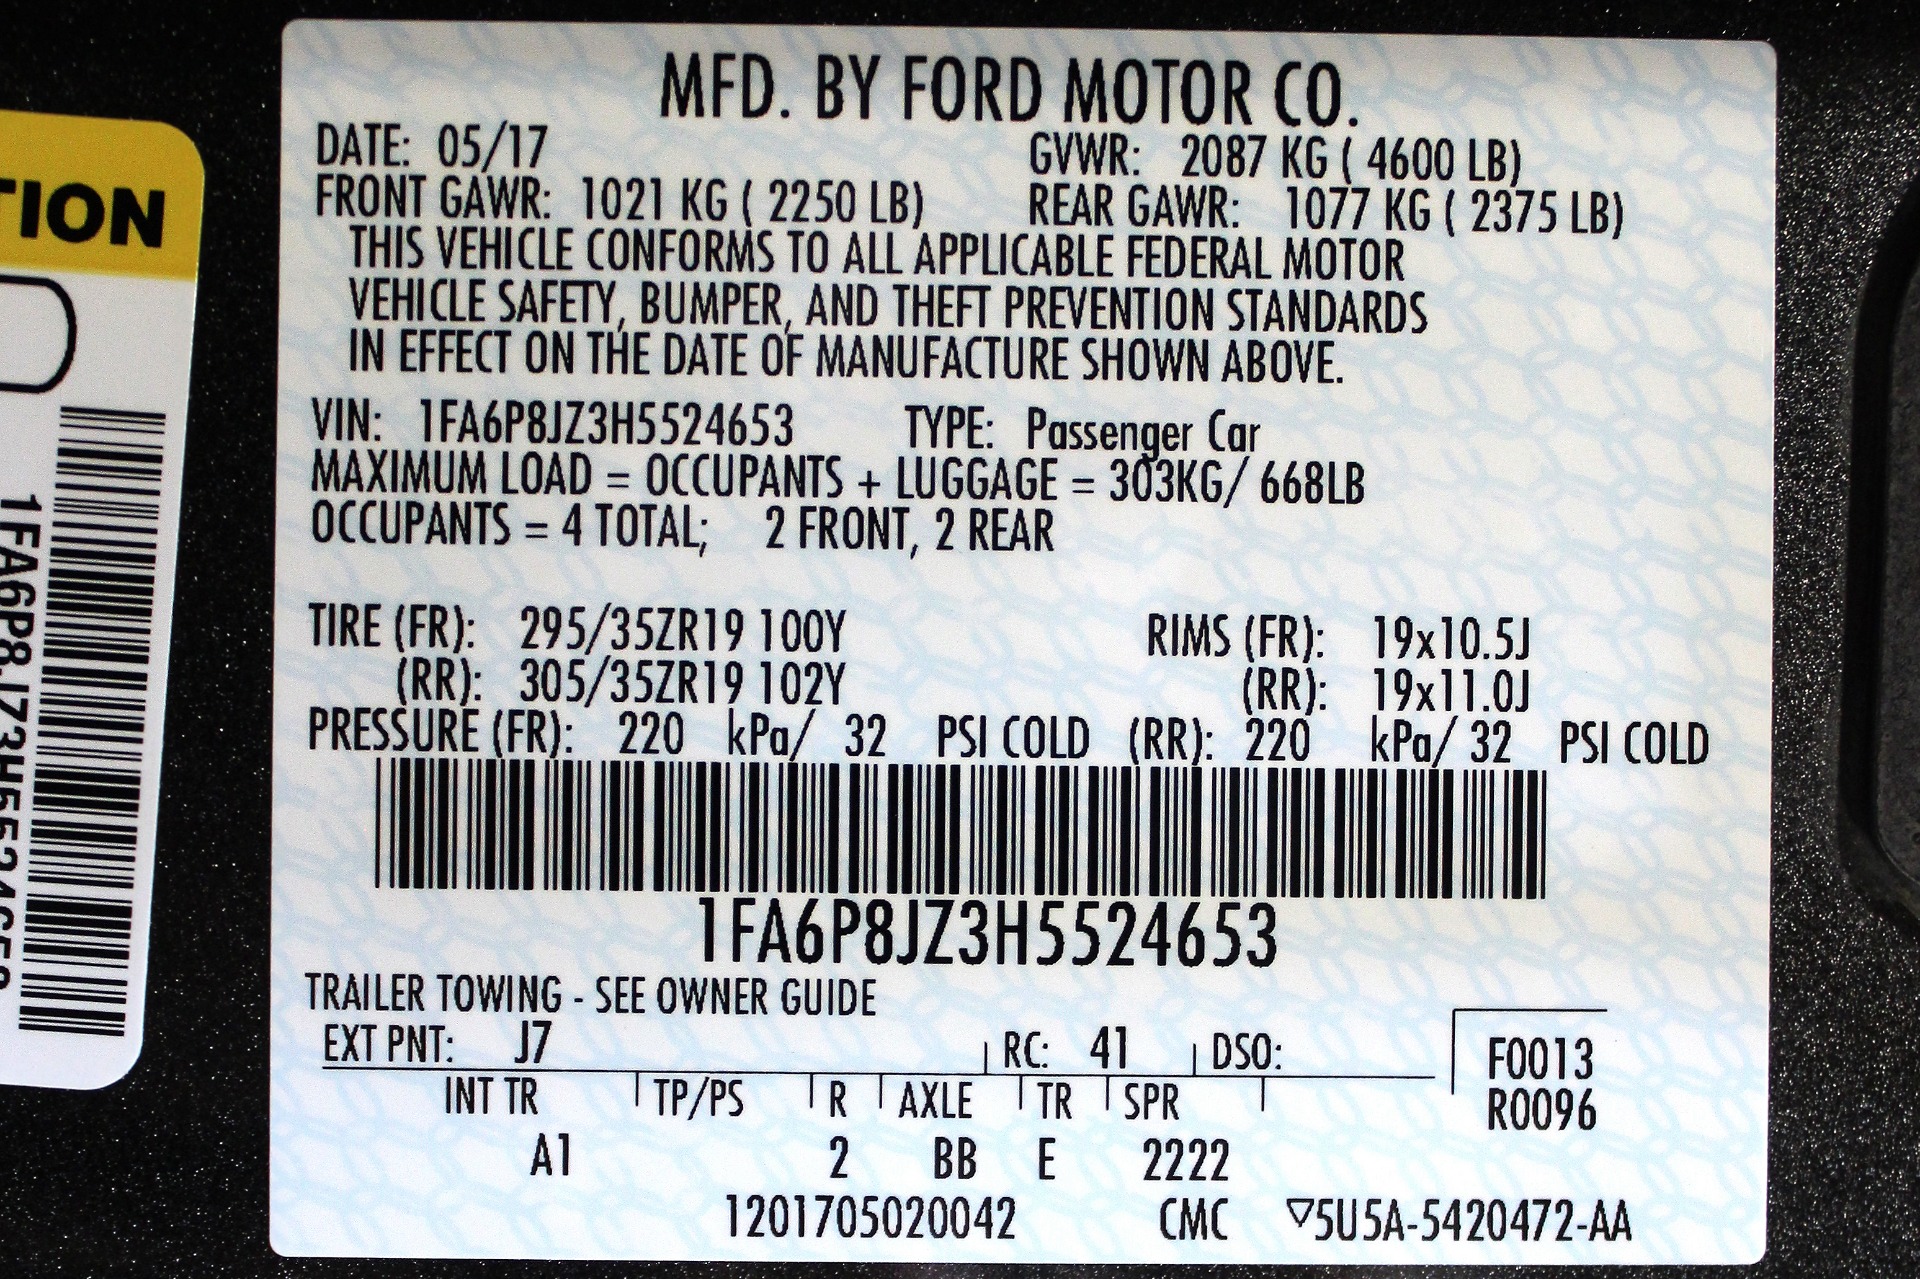 MFD. BY FORD MOTOR CO.
DATE: 05/17 GVWR: 2087 KG ( 4600 LB)
FRONT GAWR: 1021 KG ( 2250 LB) REAR GAWR: 1077 KG ( 2375 LB)
THIS VEHICLE CONFORMS TO ALL APPLICABLE FEDERAL MOTOR
VEHICLE SAFETY, BUMPER, AND THEFT PREVENTION STANDARDS
IN EFFECT ON THE DATE OF MANUFACTURE SHOWN ABOVE.
VIN: 1FA6P8JZ3H5524653 TYPE: Passenger Car
MAXIMUM LOAD = OCCUPANTS + LUGGAGE = 303KG/ 668LB
OCCUPANTS = 4 TOTAL; 2 FRONT, 2 REAR
TIRE (FR): 295/35ZR19 100Y RIMS (FR): 19x10.5J
(RR): 305/35ZR19 102Y (RR): 19x11.0J
PRESSURE (FR): 220 kPa/ 32 PSI COLD (RR): 220 kPa/ 32 PSI COLD
1FA6P8JZ3H5524653
TRAILER TOWING - SEE OWNER GUIDE
EXT PNT: J7 RC: 41 DSO: F0013
INT TR TP/PS R AXLE TR SPR R0096
A1 2 BB E 2222
1201705020042 CMC ▽5U5A-5420472-AA
TION
1FA6P8JZ3H5524653